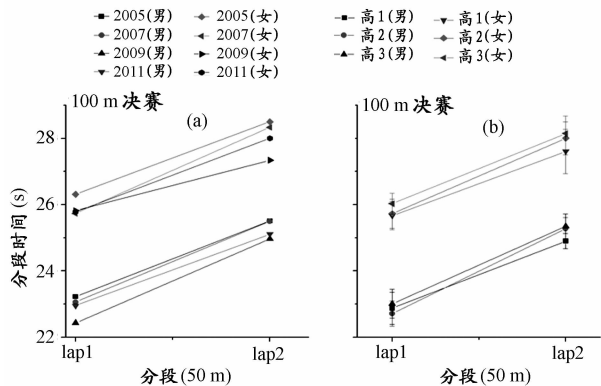 2005(男) 2005(女)
2007(男) 2007(女)
2009(男) 2009(女)
2011(男) 2011(女)
高1(男) 高1(女)
高2(男) 高2(女)
高3(男) 高3(女)
100 m 决赛
(a)
分段时间(s)
28
26
24
22
lap1 lap2
分段(50 m)
100 m 决赛
(b)
lap1 lap2
分段(50 m)